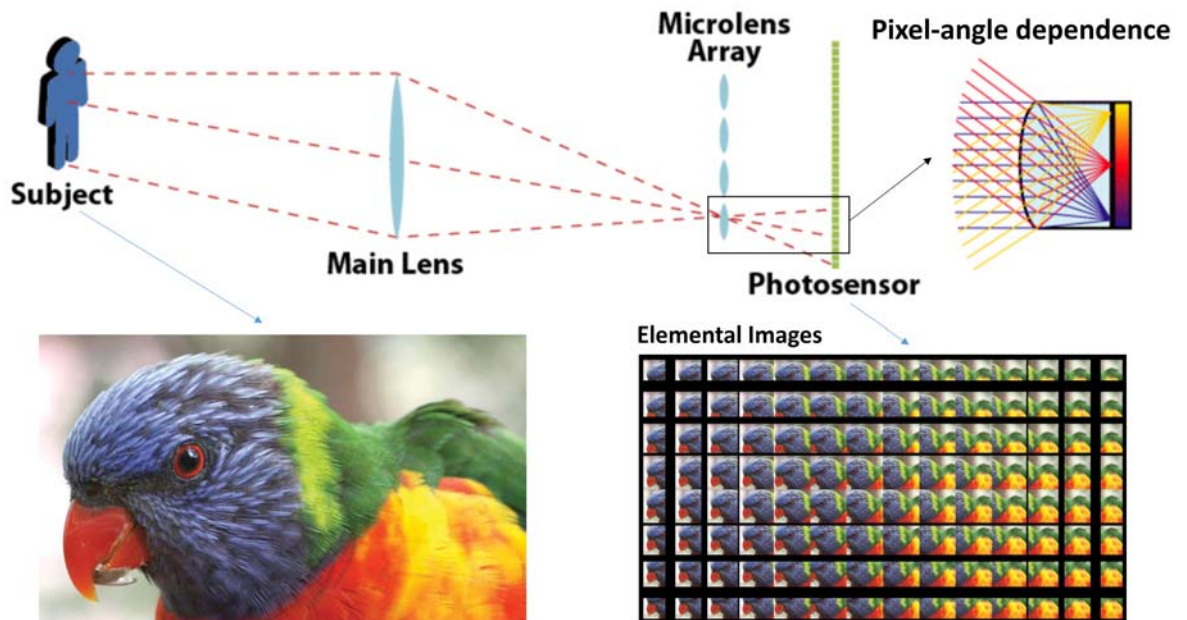 Microlens
Array
Pixel-angle dependence
Subject
Main Lens
Photosensor
Elemental Images